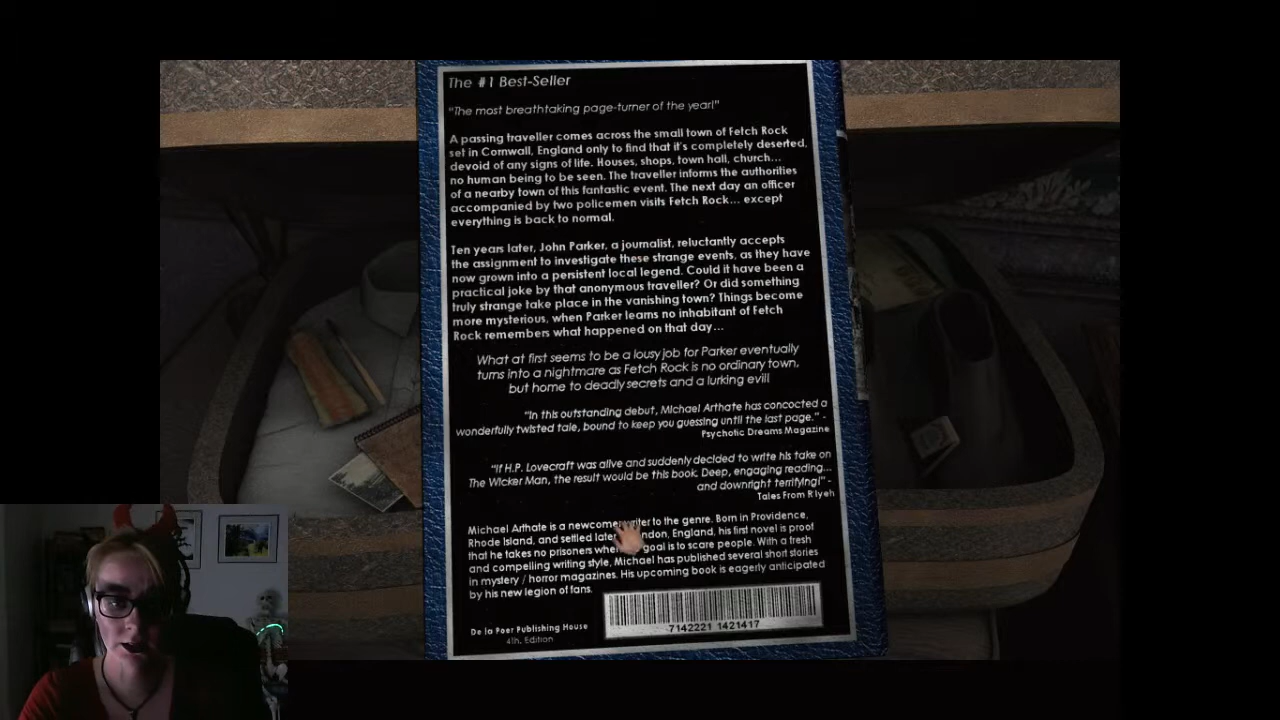 The #1 Best-Seller
"The most breathtaking page-turner of the year!"
A passing traveller comes across the small town of Fetch Rock
set in Cornwall, England only to find that it's completely deserted,
devoid of any signs of life. Houses, shops, town hall, church...
no human being to be seen. The traveller informs the authorities
of a nearby town of this fantastic event. The next day an officer
accompanied by two policemen visits Fetch Rock... except
everything is back to normal.
Ten years later, John Parker, a journalist, reluctantly accepts
the assignment to investigate these strange events, as they have
now grown into a persistent local legend. Could it have been a
practical joke by that anonymous traveller? Or did something
truly strange take place in the vanishing town? Things become
more mysterious, when Parker learns no inhabitant of Fetch
Rock remembers what happened on that day...
What at first seems to be a lousy job for Parker eventually
turns into a nightmare as Fetch Rock is no ordinary town,
but home to deadly secrets and a lurking evil!
"In this outstanding debut, Michael Arthate has concocted a
wonderfully twisted tale, bound to keep you guessing until the last page." -
Psychotic Dreams Magazine
"If H.P. Lovecraft was alive and suddenly decided to write his take on
The Wicker Man, the result would be this book. Deep, engaging reading...
and downright terrifying!" -
Tales From R'lyeh
Michael Arthate is a newcomer writer to the genre. Born in Providence,
Rhode Island, and settled later London, England, his first novel is proof
that he takes no prisoners goal is to scare people. With a fresh
and compelling writing style, Michael has published several short stories
in mystery / horror magazines. His upcoming book is eagerly anticipated
by his new legion of fans.
De la Poer Publishing House
4th. Edition
7142221 1421417